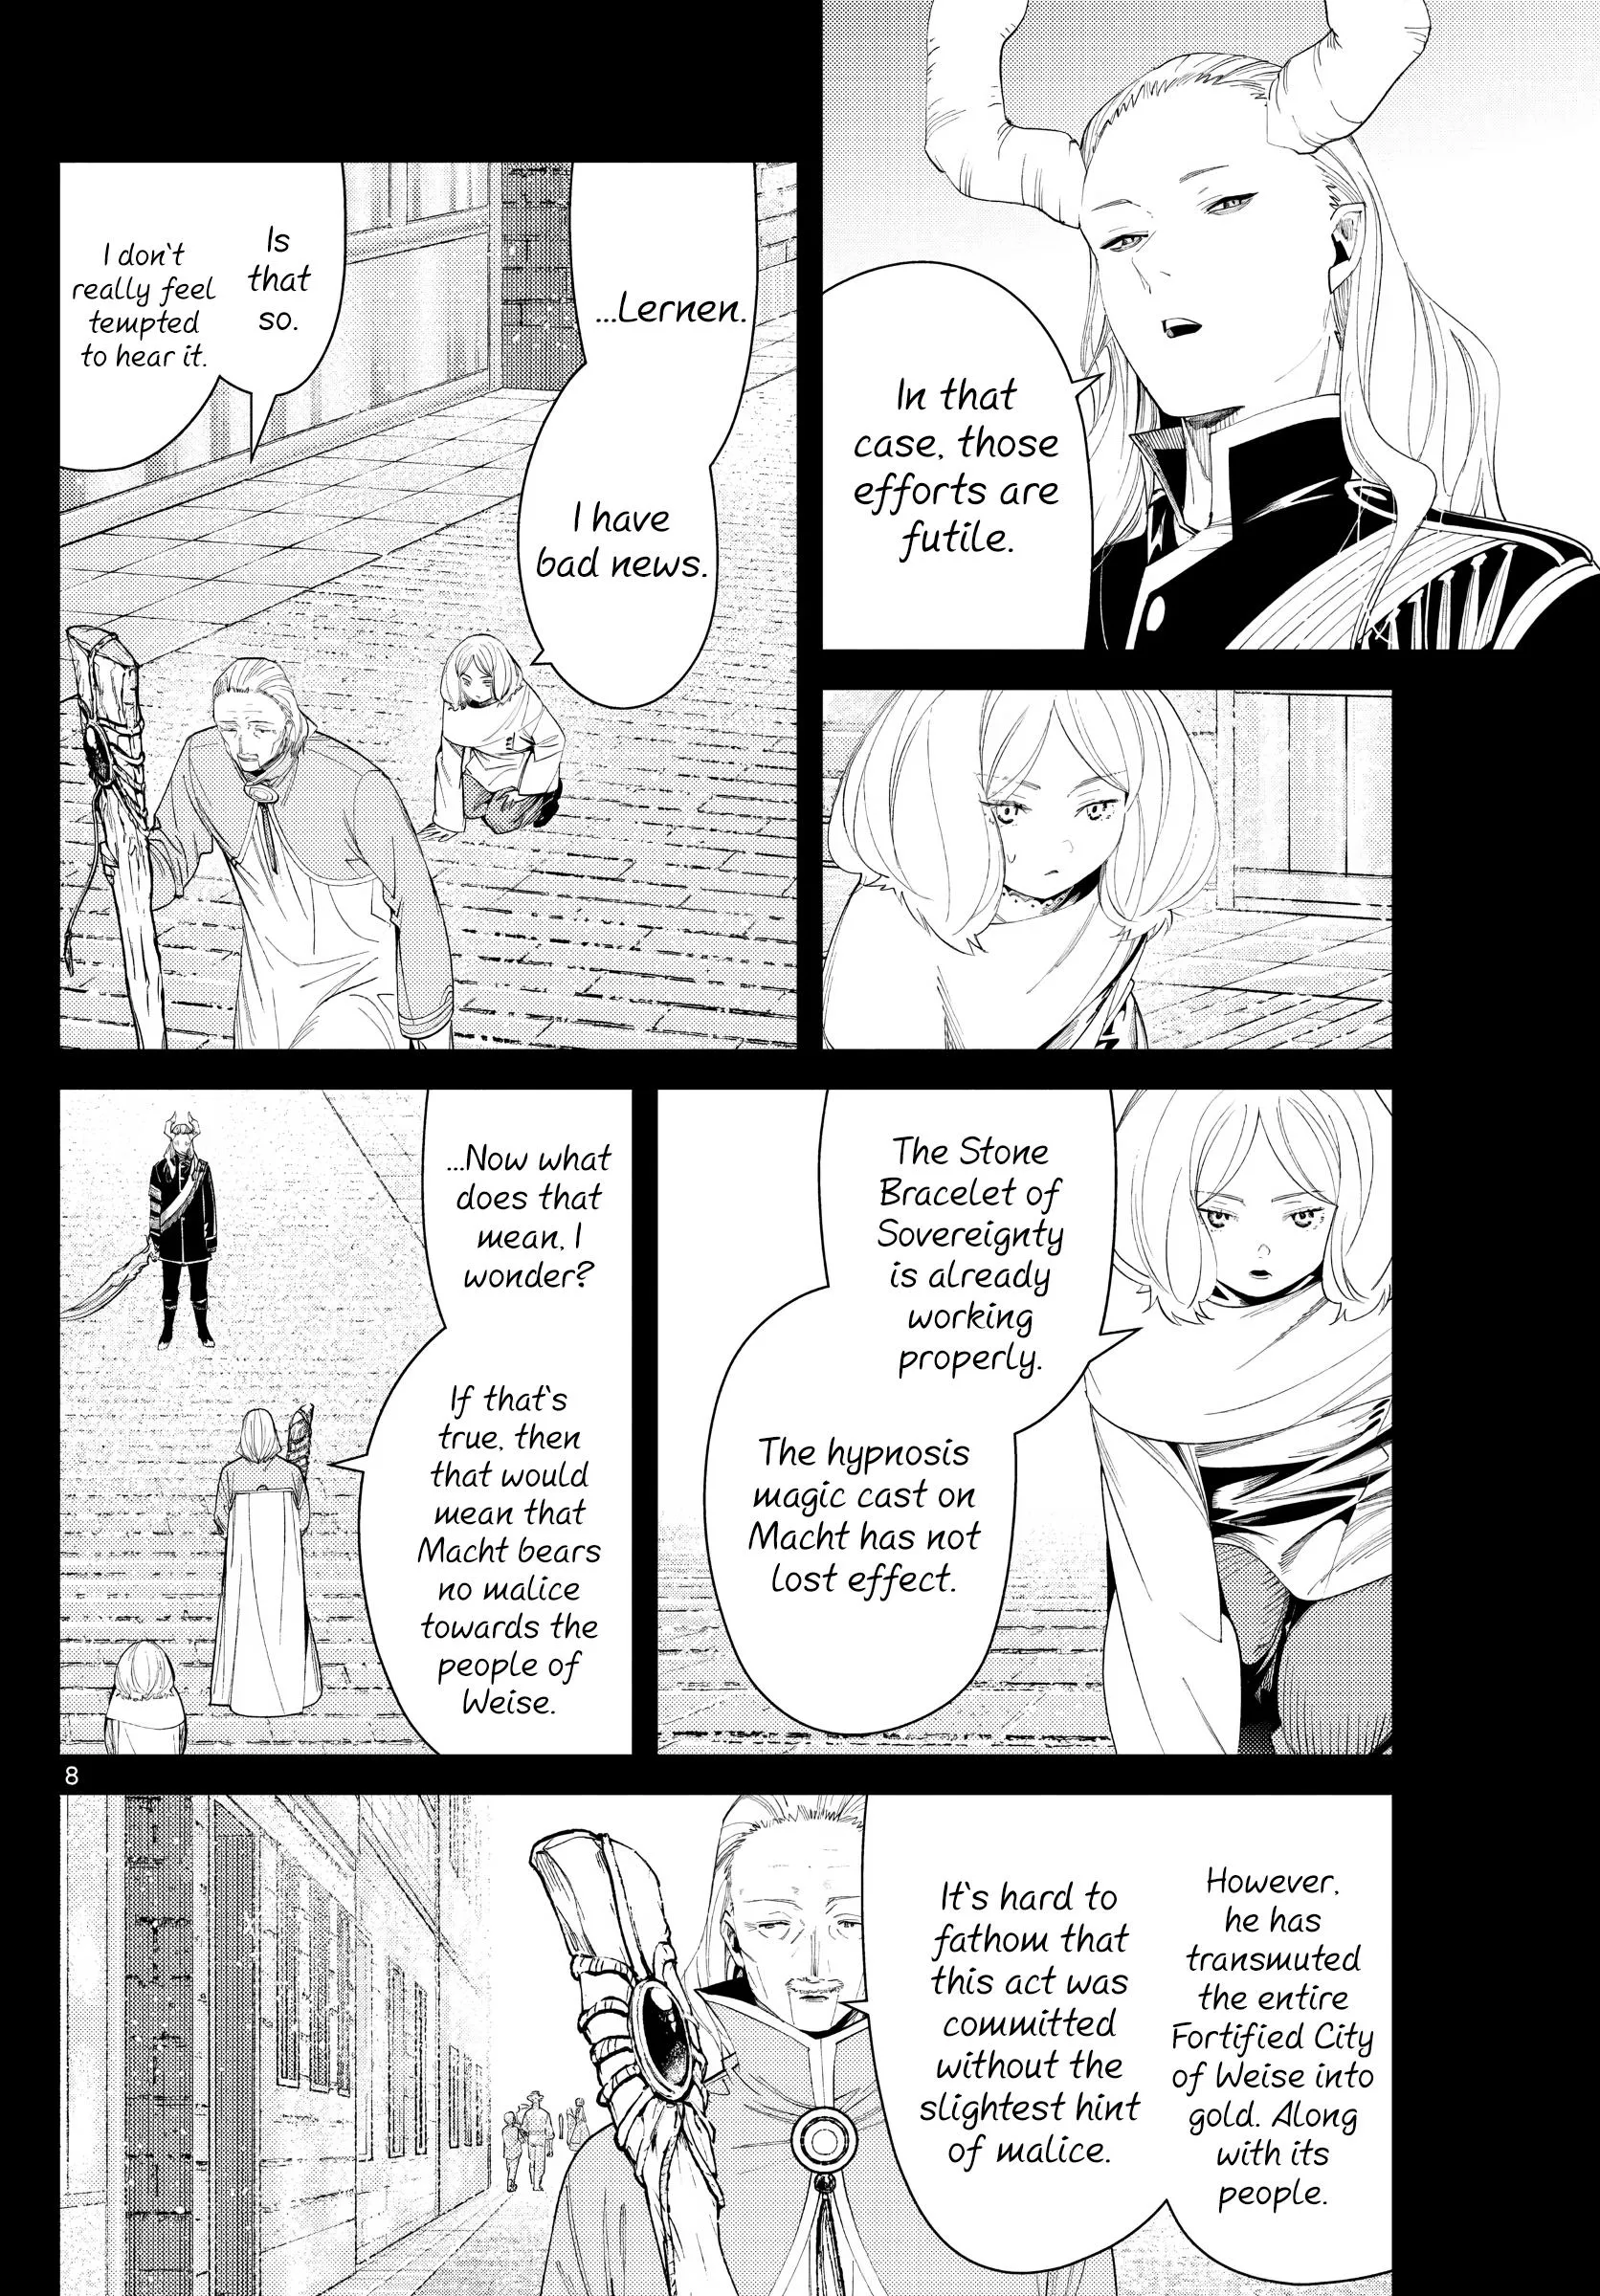 In that
case, those
efforts are
futile.
...Lernen.
I have
bad news.
Is
that
so.
I don't
really feel
tempted
to hear it.
The Stone
Bracelet of
Sovereignty
is already
working
properly.
The hypnosis
magic cast on
Macht has not
lost effect.
...Now what
does that
mean, I
wonder?
If that's
true, then
that would
mean that
Macht bears
no malice
towards the
people of
Weise.
8
However,
he has
transmuted
the entire
Fortified City
of Weise into
gold. Along
with its
people.
It's hard to
fathom that
this act was
committed
without the
slightest hint
of malice.